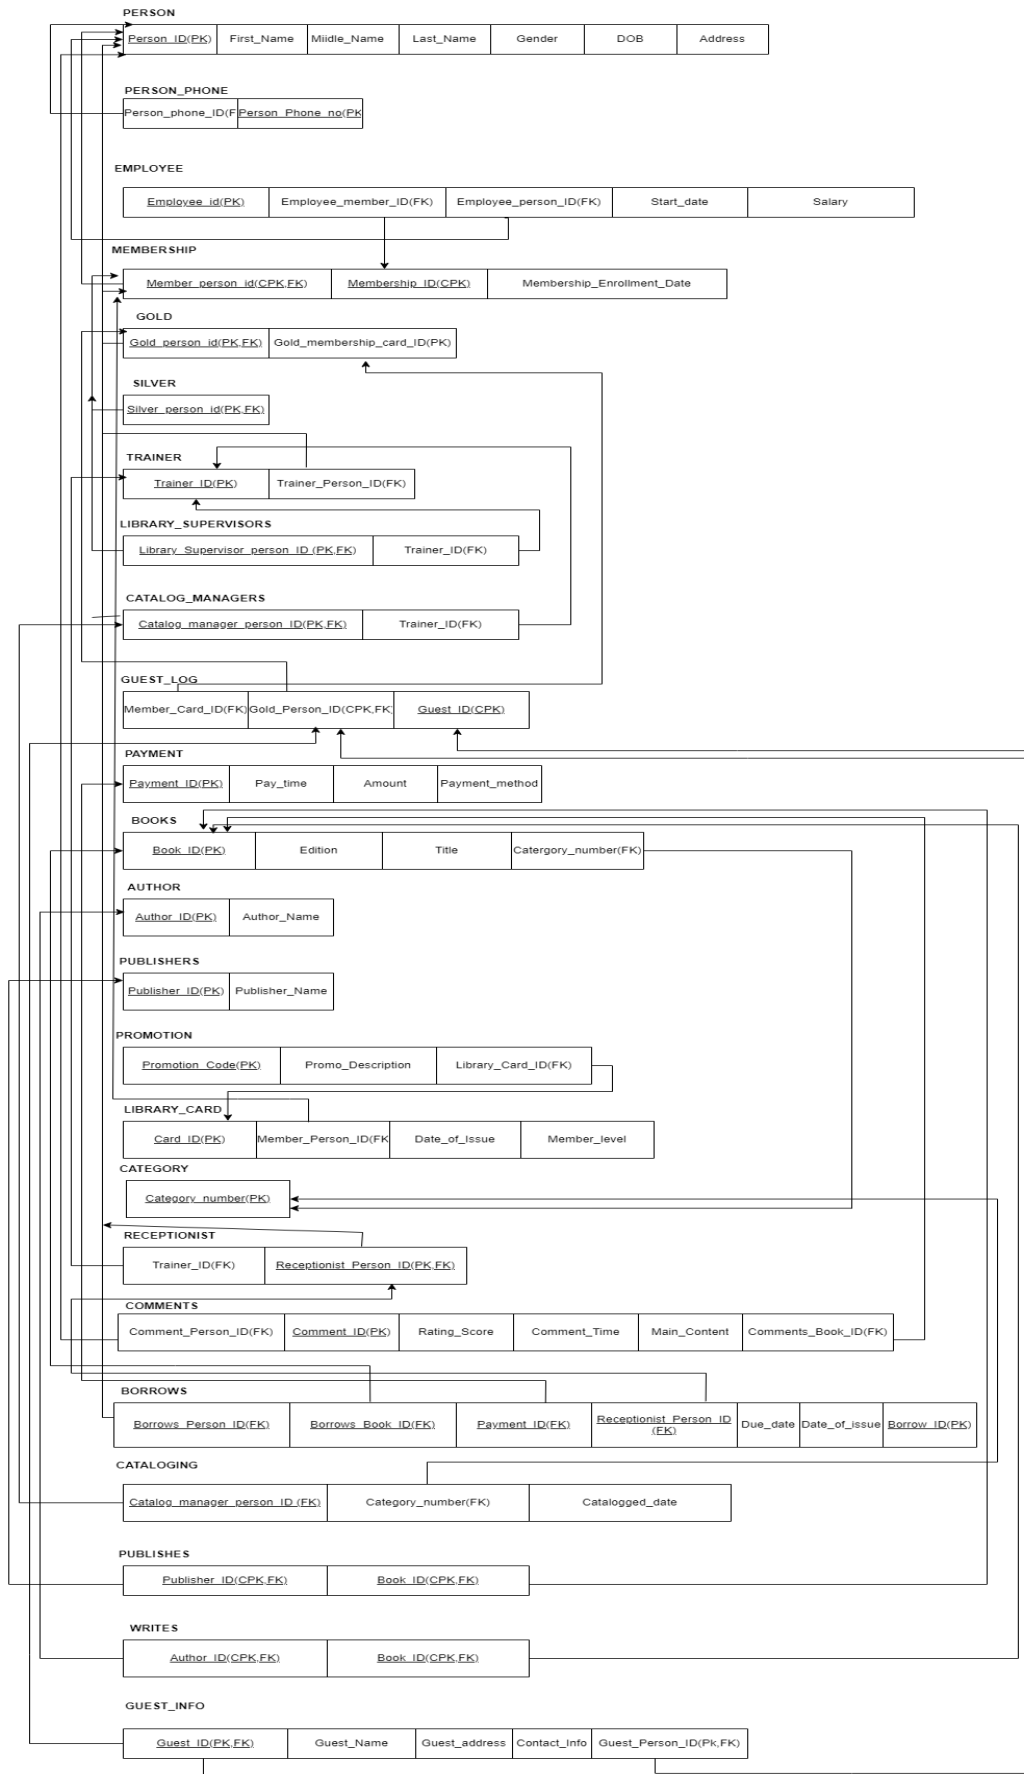 PERSON
Person_ID(PK) First_Name Miidle_Name Last_Name Gender DOB Address
PERSON_PHONE
Person_phone_ID(F Person_Phone_no(PK
EMPLOYEE
Employee_id(PK) Employee_member_ID(FK) Employee_person_ID(FK) Start_date Salary
MEMBERSHIP
Member_person_id(CPK,FK) Membership_ID(CPK) Membership_Enrollment_Date
GOLD
Gold_person_id(PK,FK) Gold_membership_card_ID(PK)
SILVER
Silver_person_id(PK,FK)
TRAINER
Trainer_ID(PK) Trainer_Person_ID(FK)
LIBRARY_SUPERVISORS
Library_Supervisor_person_ID (PK,FK) Trainer_ID(FK)
CATALOG_MANAGERS
Catalog_manager_person_ID(PK,FK) Trainer_ID(FK)
GUEST_LOG
Member_Card_ID(FK) Gold_Person_ID(CPK,FK) Guest_ID(CPK)
PAYMENT
Payment_ID(PK) Pay_time Amount Payment_method
BOOKS
Book_ID(PK) Edition Title Catergory_number(FK)
AUTHOR
Author_ID(PK) Author_Name
PUBLISHERS
Publisher_ID(PK) Publisher_Name
PROMOTION
Promotion_Code(PK) Promo_Description Library_Card_ID(FK)
LIBRARY_CARD
Card_ID(PK) Member_Person_ID(FK Date_of_Issue Member_level
CATEGORY
Category_number(PK)
RECEPTIONIST
Trainer_ID(FK) Receptionist_Person_ID(PK,FK)
COMMENTS
Comment_Person_ID(FK) Comment_ID(PK) Rating_Score Comment_Time Main_Content Comments_Book_ID(FK)
BORROWS
Borrows_Person_ID(FK) Borrows_Book_ID(FK) Payment_ID(FK) Receptionist_Person_ID Due_date Date_of_issue Borrow_ID(PK)
(FK)
CATALOGING
Catalog_manager_person_ID (FK) Category_number(FK) Catalogged_date
PUBLISHES
Publisher_ID(CPK,FK) Book_ID(CPK,FK)
WRITES
Author_ID(CPK,FK) Book_ID(CPK,FK)
GUEST_INFO
Guest_ID(PK,FK) Guest_Name Guest_address Contact_Info Guest_Person_ID(Pk,FK)